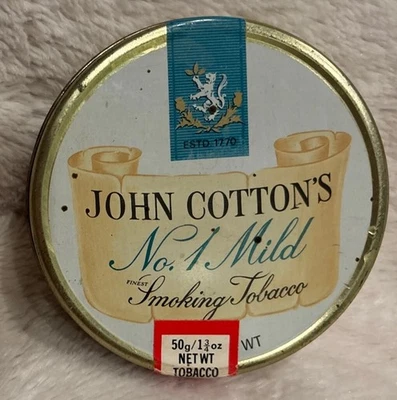 ESTD. 1770
JOHN COTTON'S
No. 1 Mild
FINEST
Smoking Tobacco
50g/1¾oz
NET WT
TOBACCO
WT